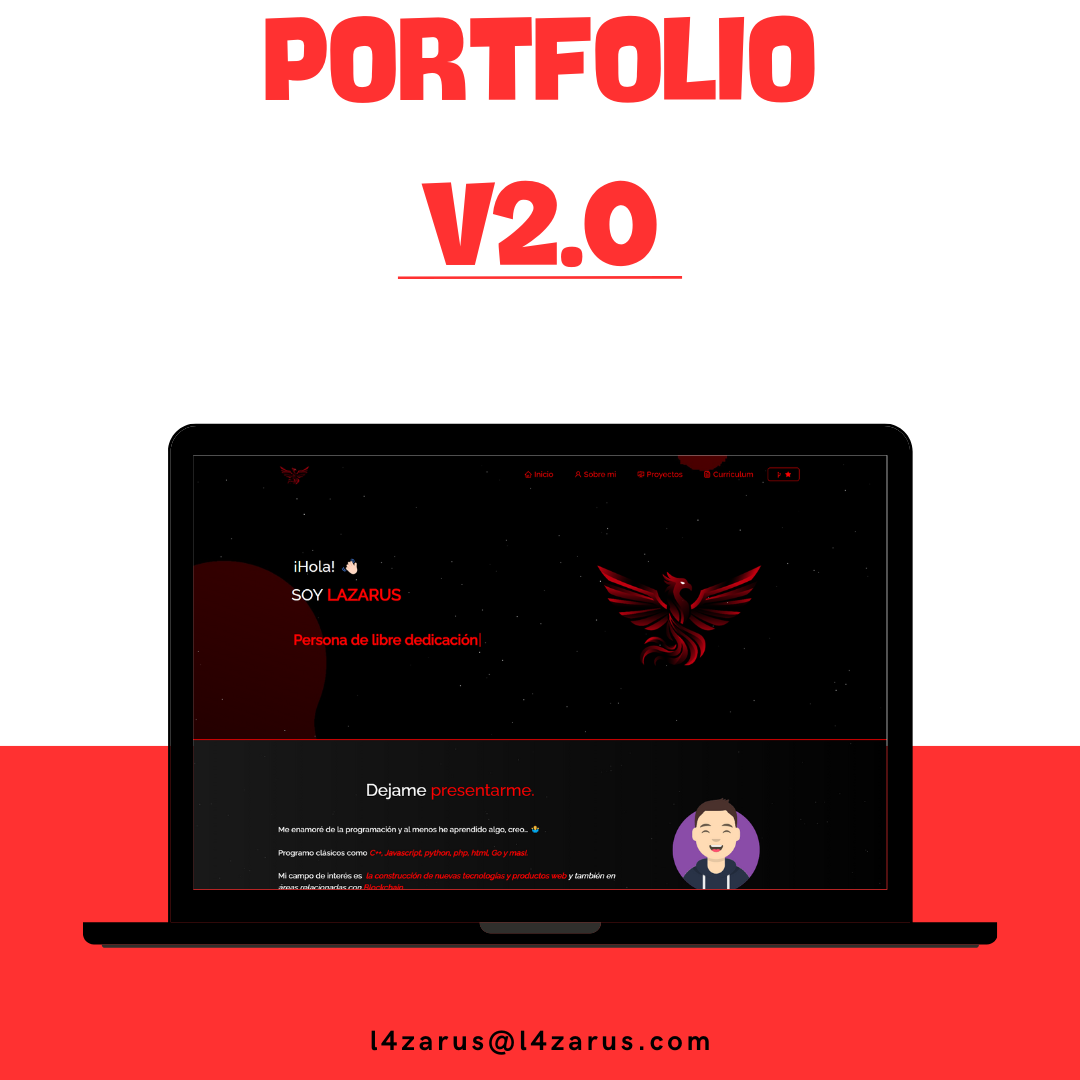 PORTFOLIO
V2.0
Inicio Sobre mi Proyectos Curriculum
¡Hola! 👋🏻
SOY LAZARUS
Persona de libre dedicación|
Dejame presentarme.
Me enamoré de la programación y al menos he aprendido algo, creo... 🤷‍♂️
Programo clásicos como C++, Javascript, python, php, html, Go y mas!.
Mi campo de interés es la construcción de nuevas tecnologías y productos web y también en
áreas relacionadas con Blockchain.
l4zarus@l4zarus.com